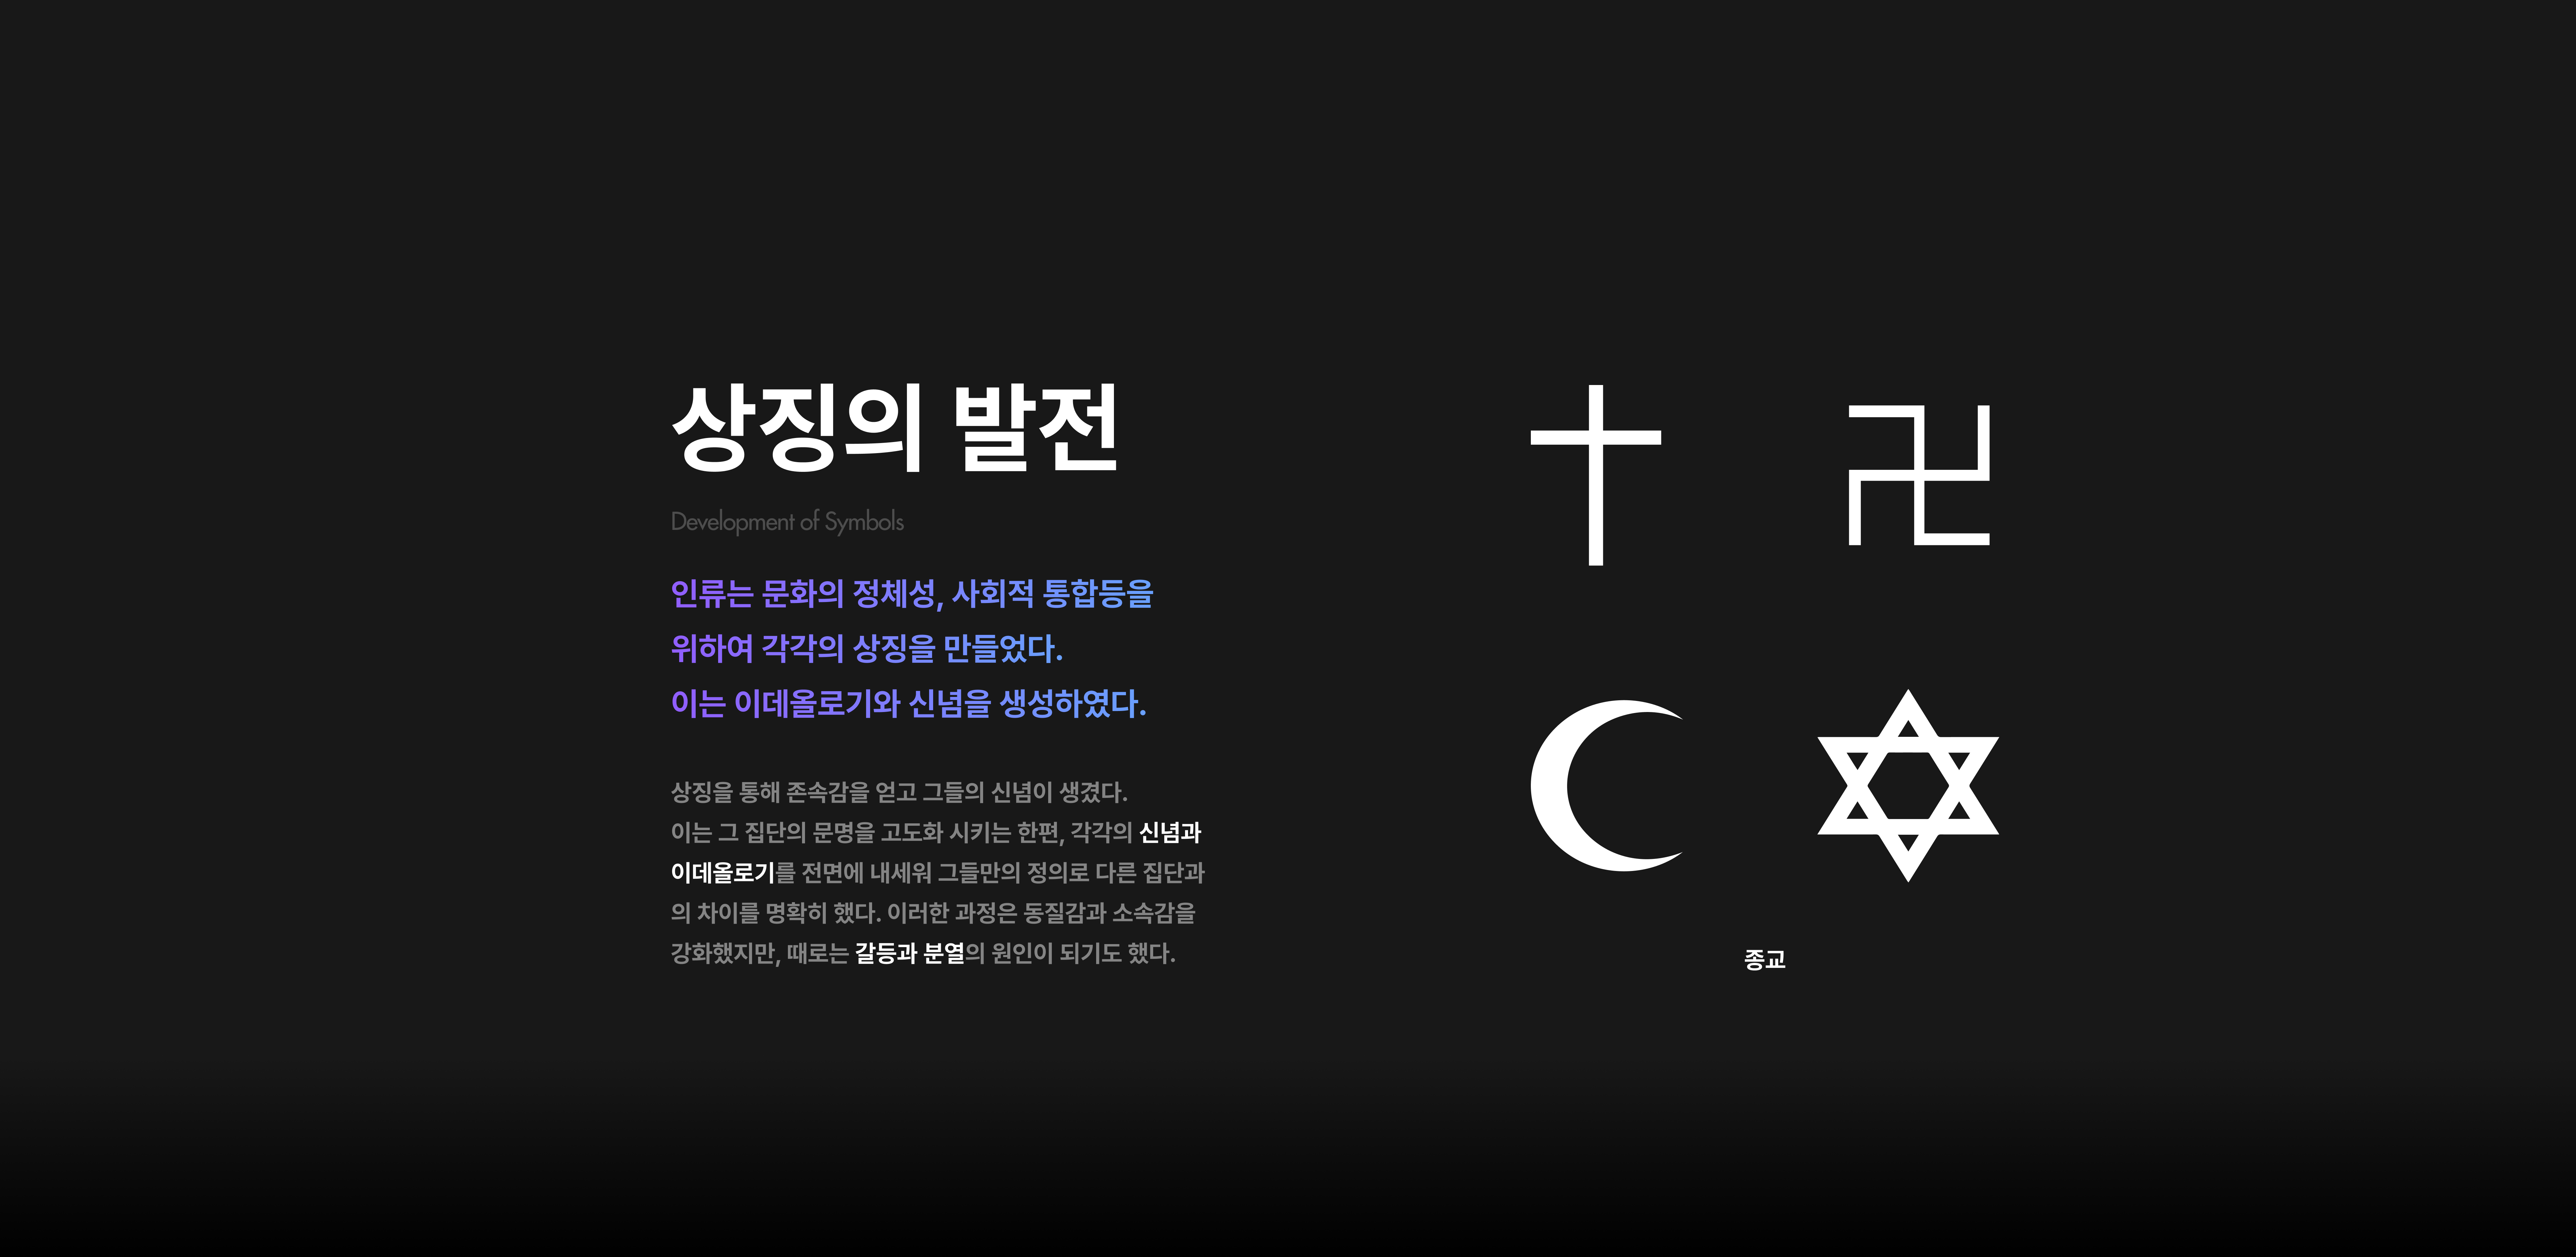 상징의 발전
Development of Symbols
인류는 문화의 정체성, 사회적 통합등을
위하여 각각의 상징을 만들었다.
이는 이데올로기와 신념을 생성하였다.
상징을 통해 존속감을 얻고 그들의 신념이 생겼다.
이는 그 집단의 문명을 고도화 시키는 한편, 각각의 신념과
이데올로기를 전면에 내세워 그들만의 정의로 다른 집단과
의 차이를 명확히 했다. 이러한 과정은 동질감과 소속감을
강화했지만, 때로는 갈등과 분열의 원인이 되기도 했다.
종교